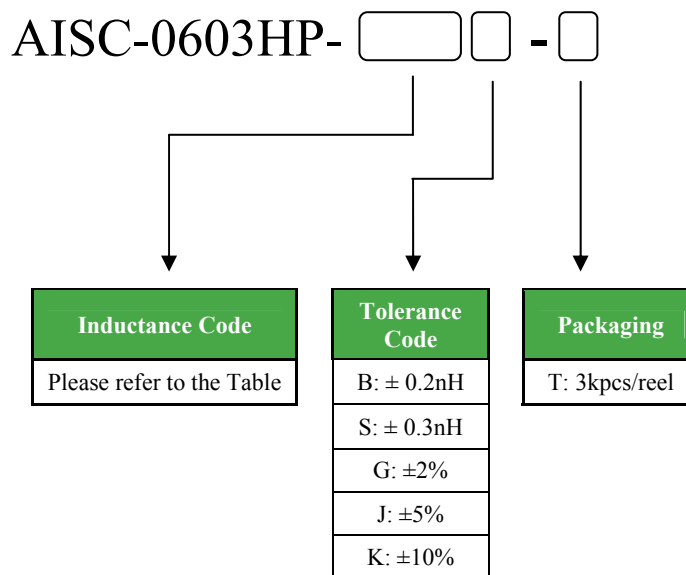 AISC-0603HP- -
Inductance Code
Please refer to the Table
Tolerance
Code
B: ± 0.2nH
S: ± 0.3nH
G: ±2%
J: ±5%
K: ±10%
Packaging
T: 3kpcs/reel